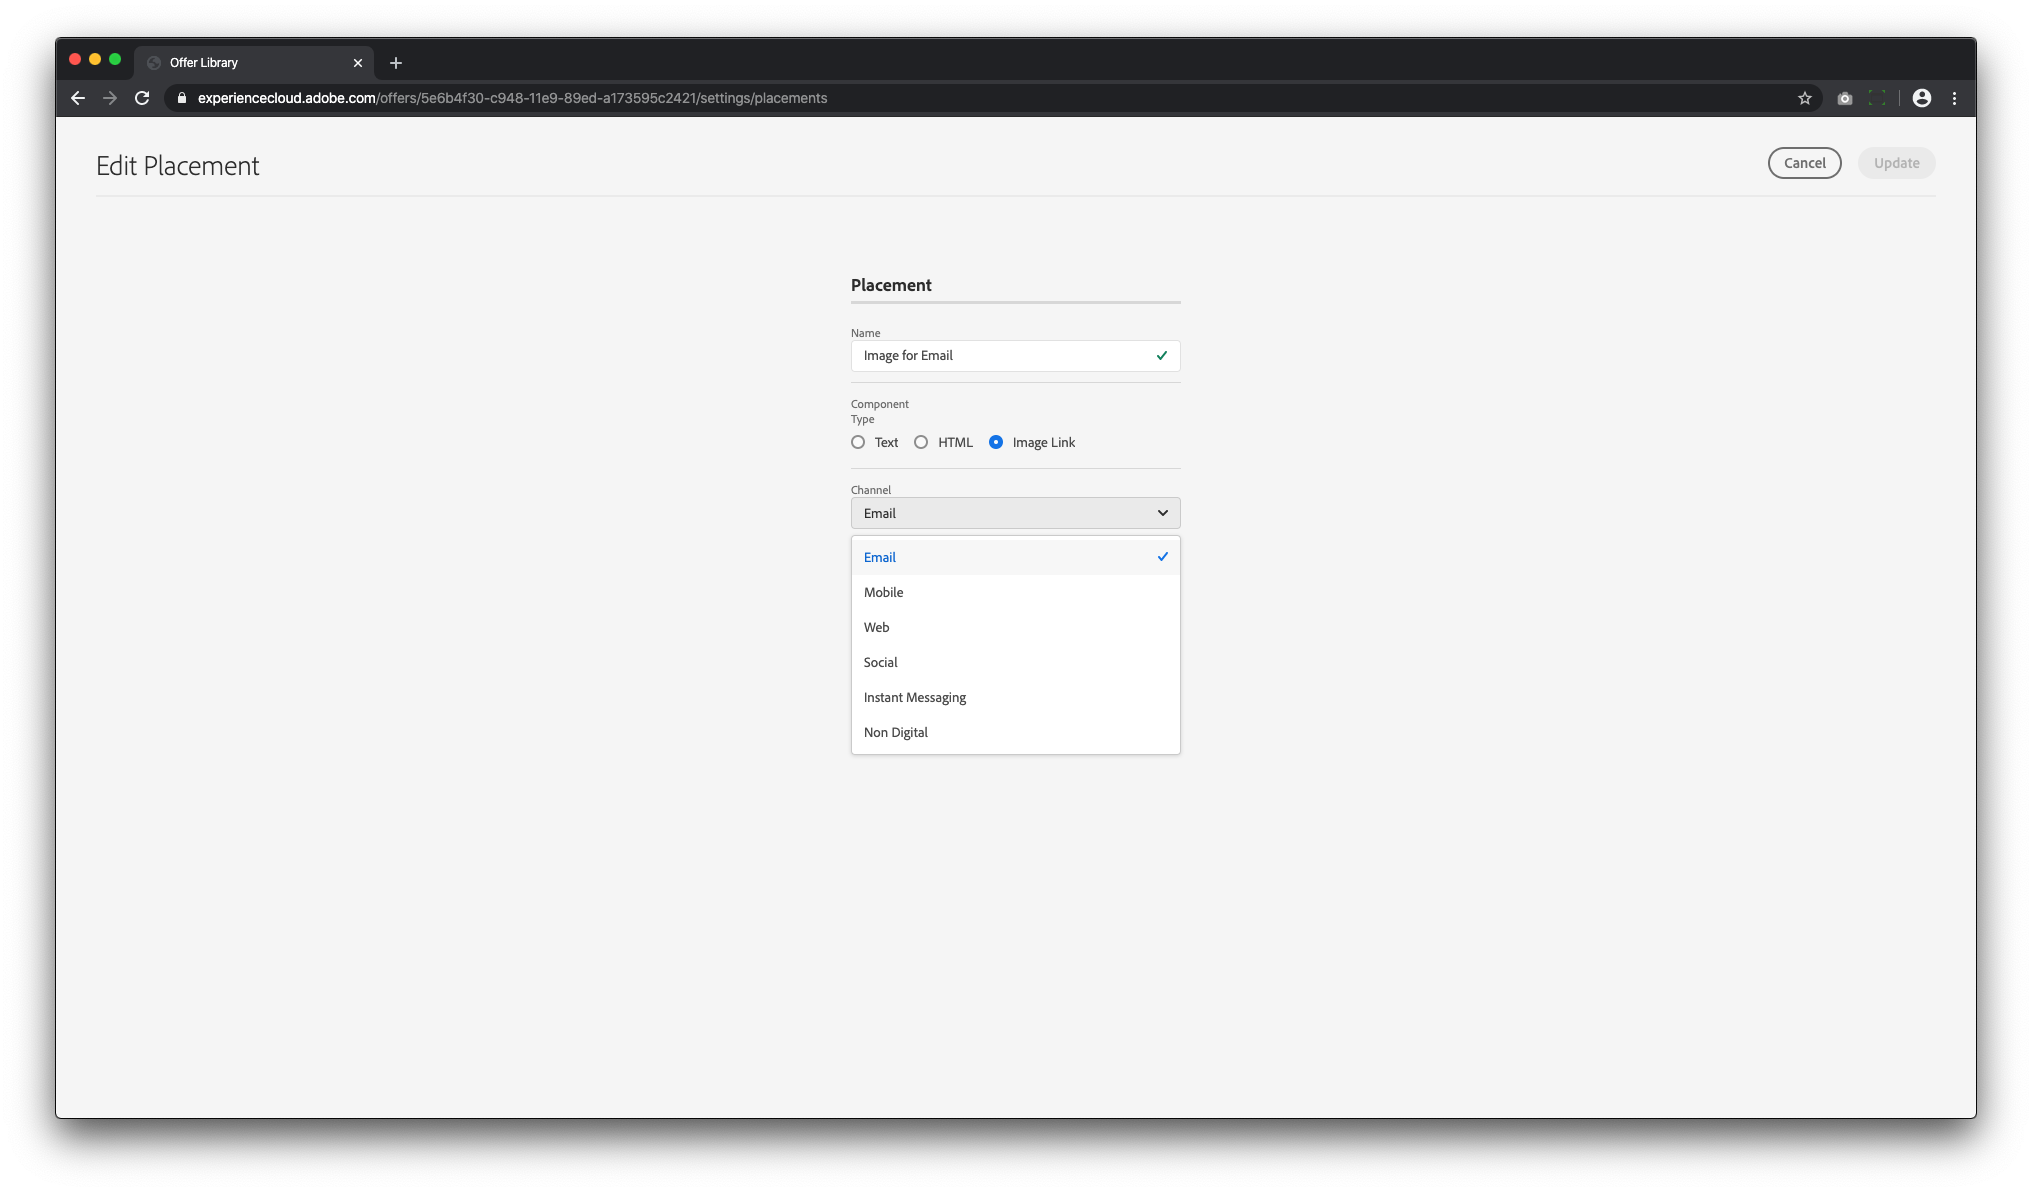 Offer Library
experiencecloud.adobe.com/offers/5e6b4f30-c948-11e9-89ed-a173595c2421/settings/placements
Edit Placement
Cancel
Update
Placement
Name
Image for Email
Component
Type
Text
HTML
Image Link
Channel
Email
Email
Mobile
Web
Social
Instant Messaging
Non Digital